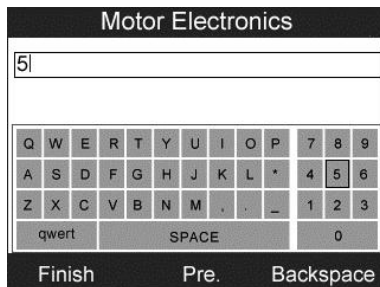 Motor Electronics
5
Q W E R T Y U I O P 7 8 9
A S D F G H J K L * 4 5 6
Z X C V B N M , . _ 1 2 3
qwert SPACE 0
Finish Pre. Backspace